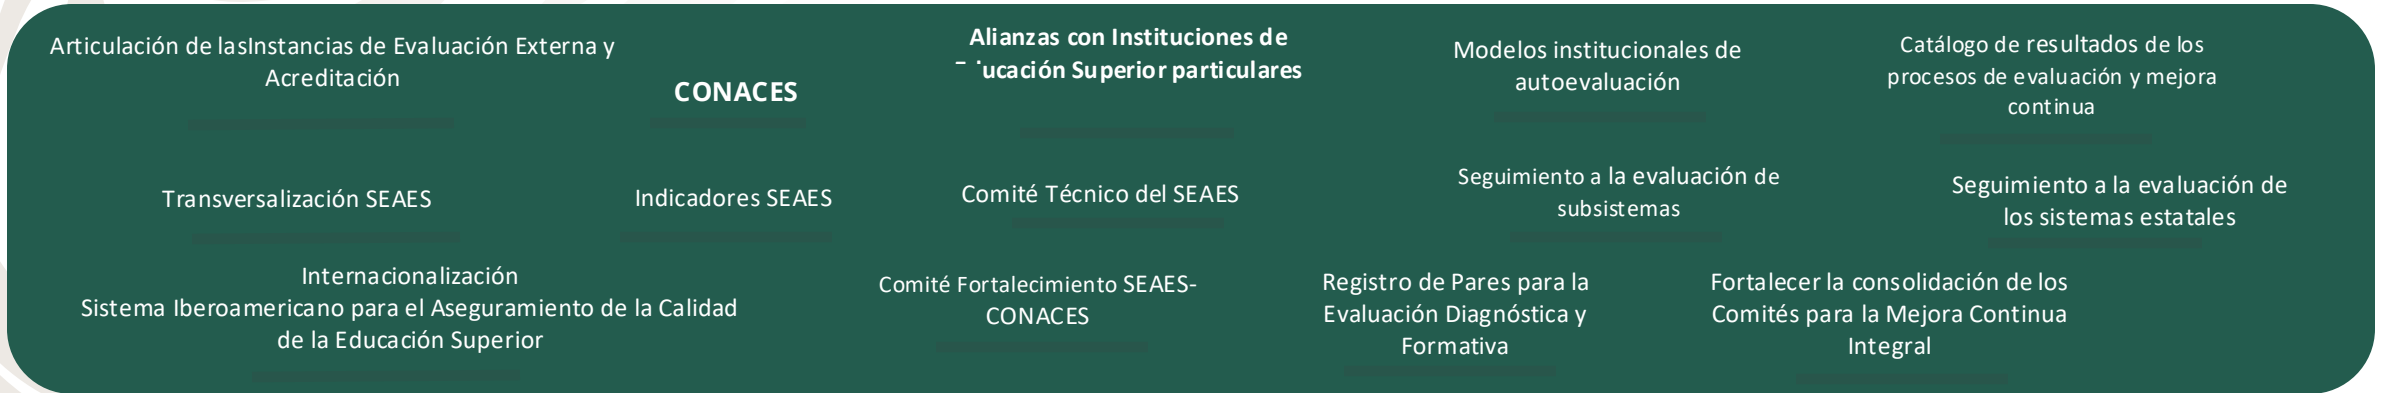 Articulación de lasInstancias de Evaluación Externa y
Acreditación
CONACES
Alianzas con Instituciones de
ucación Superior particulares
Modelos institucionales de
autoevaluación
Catálogo de resultados de los
procesos de evaluación y mejora
continua
Transversalización SEAES
Indicadores SEAES
Comité Técnico del SEAES
Seguimiento a la evaluación de
subsistemas
Seguimiento a la evaluación de
los sistemas estatales
Internacionalización
Sistema Iberoamericano para el Aseguramiento de la Calidad
de la Educación Superior
Comité Fortalecimiento SEAES-
CONACES
Registro de Pares para la
Evaluación Diagnóstica y
Formativa
Fortalecer la consolidación de los
Comités para la Mejora Continua
Integral